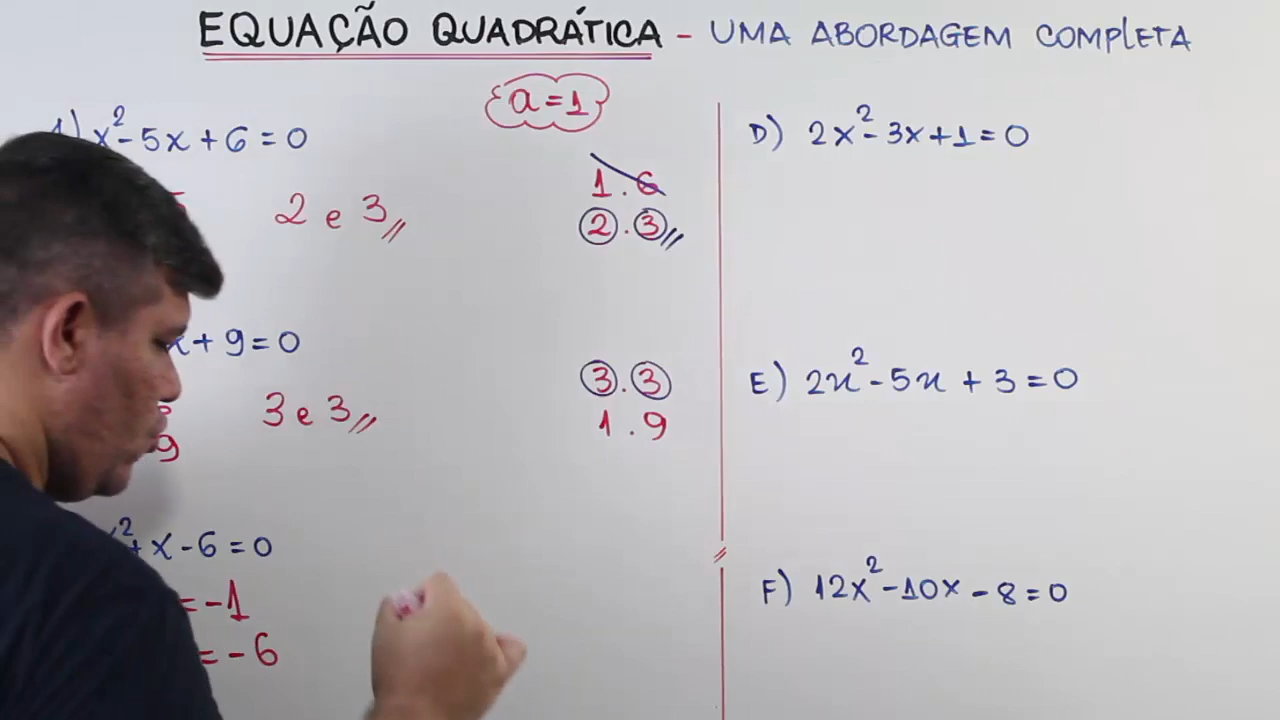 EQUAÇÃO QUADRÁTICA - UMA ABORDAGEM COMPLETA
a=1
x²-5x+6=0
2 e 3
1.6
2.3
x+9=0
9
3 e 3
3.3
1.9
x²+x-6=0
=-1
=-6
D) 2x²-3x+1=0
E) 2x²-5x+3=0
F) 12x²-10x-8=0